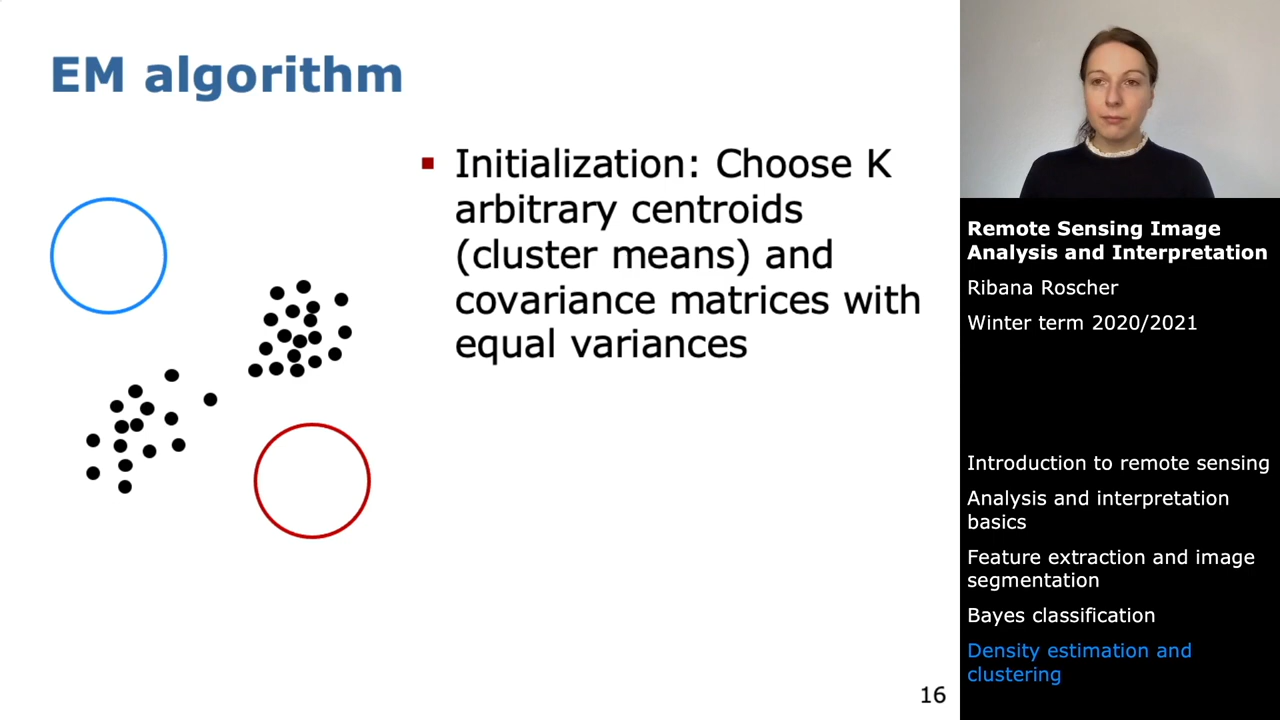 EM algorithm
Initialization: Choose K
arbitrary centroids
(cluster means) and
covariance matrices with
equal variances
16
Remote Sensing Image
Analysis and Interpretation
Ribana Roscher
Winter term 2020/2021
Introduction to remote sensing
Analysis and interpretation
basics
Feature extraction and image
segmentation
Bayes classification
Density estimation and
clustering